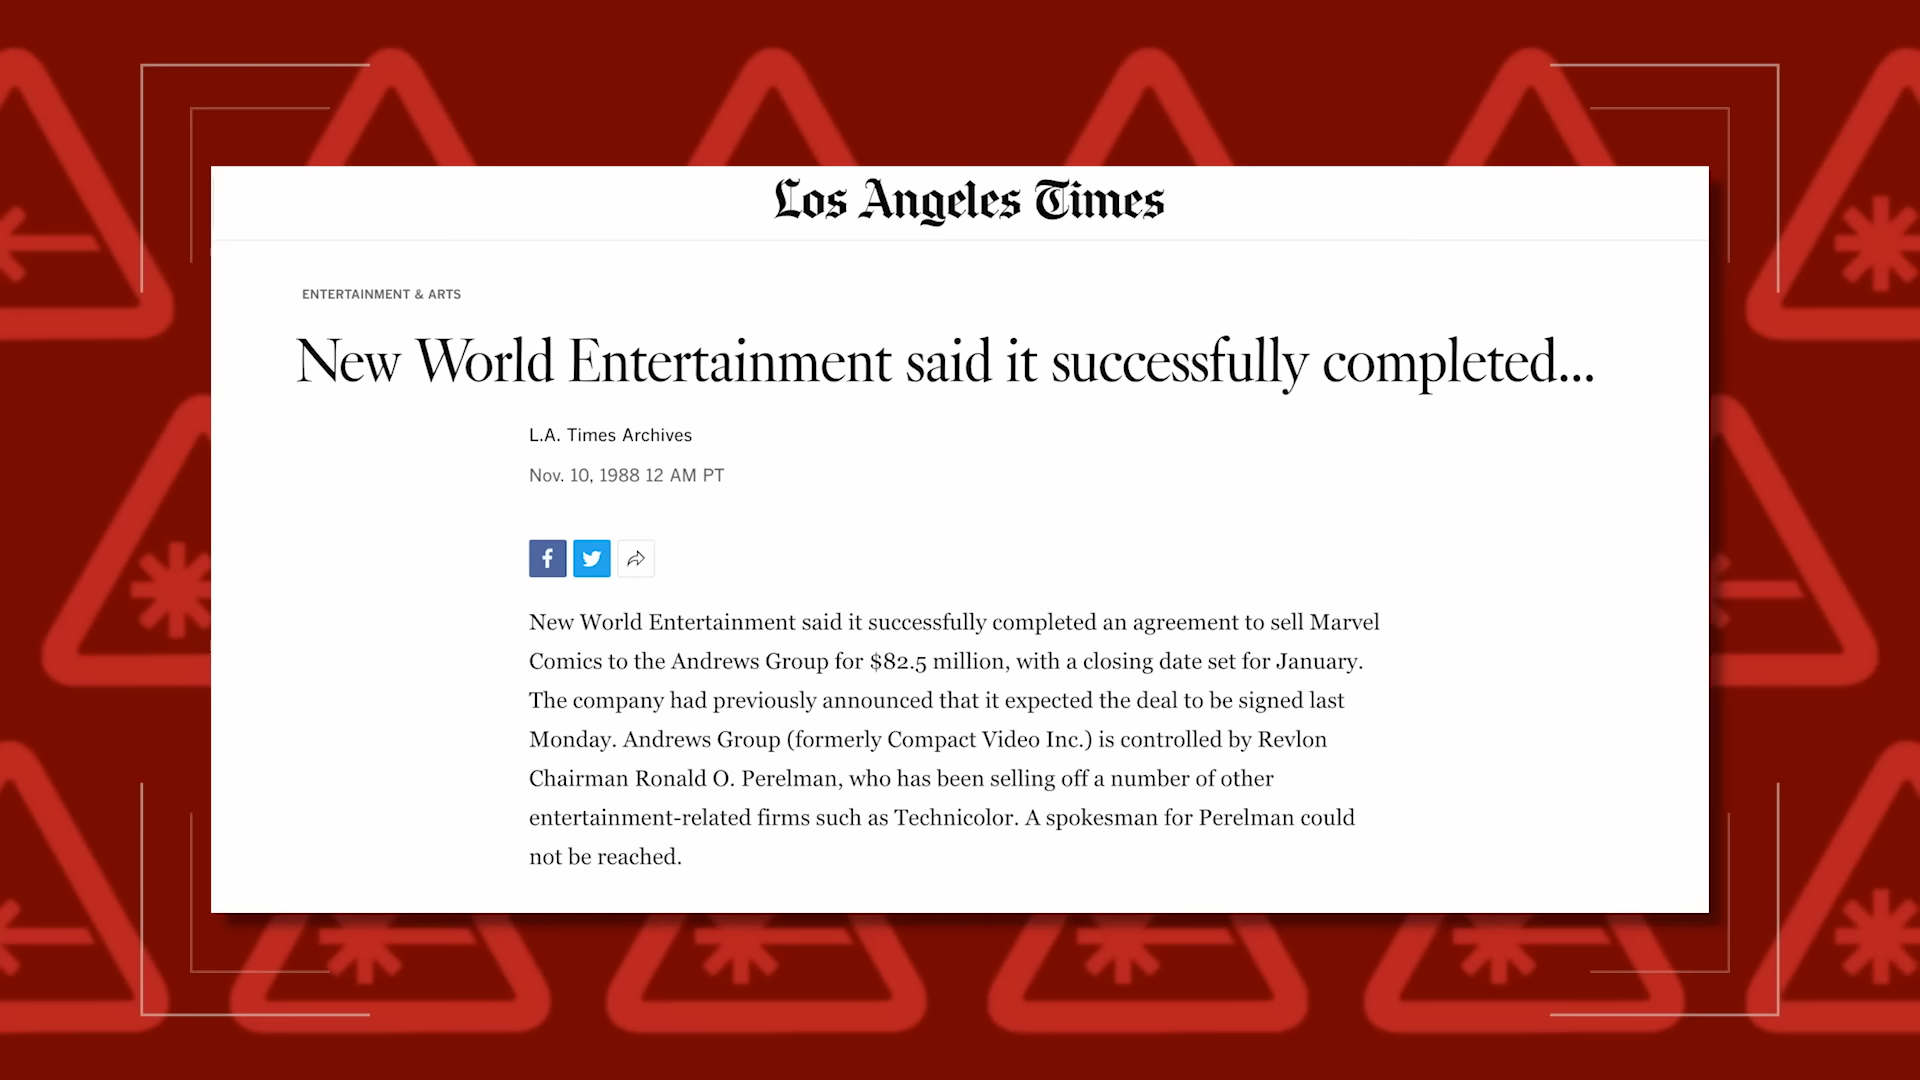 Los Angeles Times
ENTERTAINMENT & ARTS
New World Entertainment said it successfully completed...
L.A. Times Archives
Nov. 10, 1988 12 AM PT
New World Entertainment said it successfully completed an agreement to sell Marvel
Comics to the Andrews Group for $82.5 million, with a closing date set for January.
The company had previously announced that it expected the deal to be signed last
Monday. Andrews Group (formerly Compact Video Inc.) is controlled by Revlon
Chairman Ronald O. Perelman, who has been selling off a number of other
entertainment-related firms such as Technicolor. A spokesman for Perelman could
not be reached.